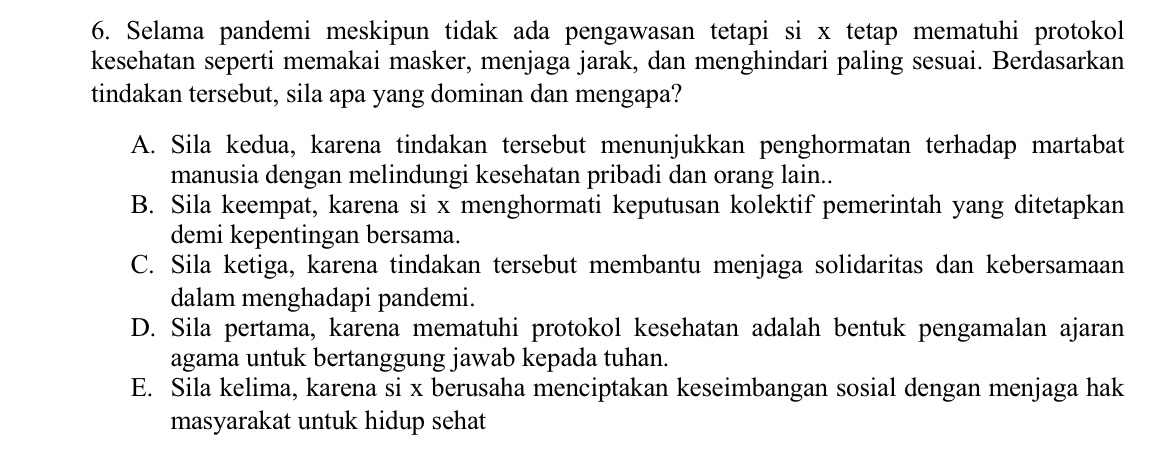 6. Selama pandemi meskipun tidak ada pengawasan tetapi si x tetap mematuhi protokol
kesehatan seperti memakai masker, menjaga jarak, dan menghindari paling sesuai. Berdasarkan
tindakan tersebut, sila apa yang dominan dan mengapa?
A. Sila kedua, karena tindakan tersebut menunjukkan penghormatan terhadap martabat
manusia dengan melindungi kesehatan pribadi dan orang lain..
B. Sila keempat, karena si x menghormati keputusan kolektif pemerintah yang ditetapkan
demi kepentingan bersama.
C. Sila ketiga, karena tindakan tersebut membantu menjaga solidaritas dan kebersamaan
dalam menghadapi pandemi.
D. Sila pertama, karena mematuhi protokol kesehatan adalah bentuk pengamalan ajaran
agama untuk bertanggung jawab kepada tuhan.
E. Sila kelima, karena si x berusaha menciptakan keseimbangan sosial dengan menjaga hak
masyarakat untuk hidup sehat